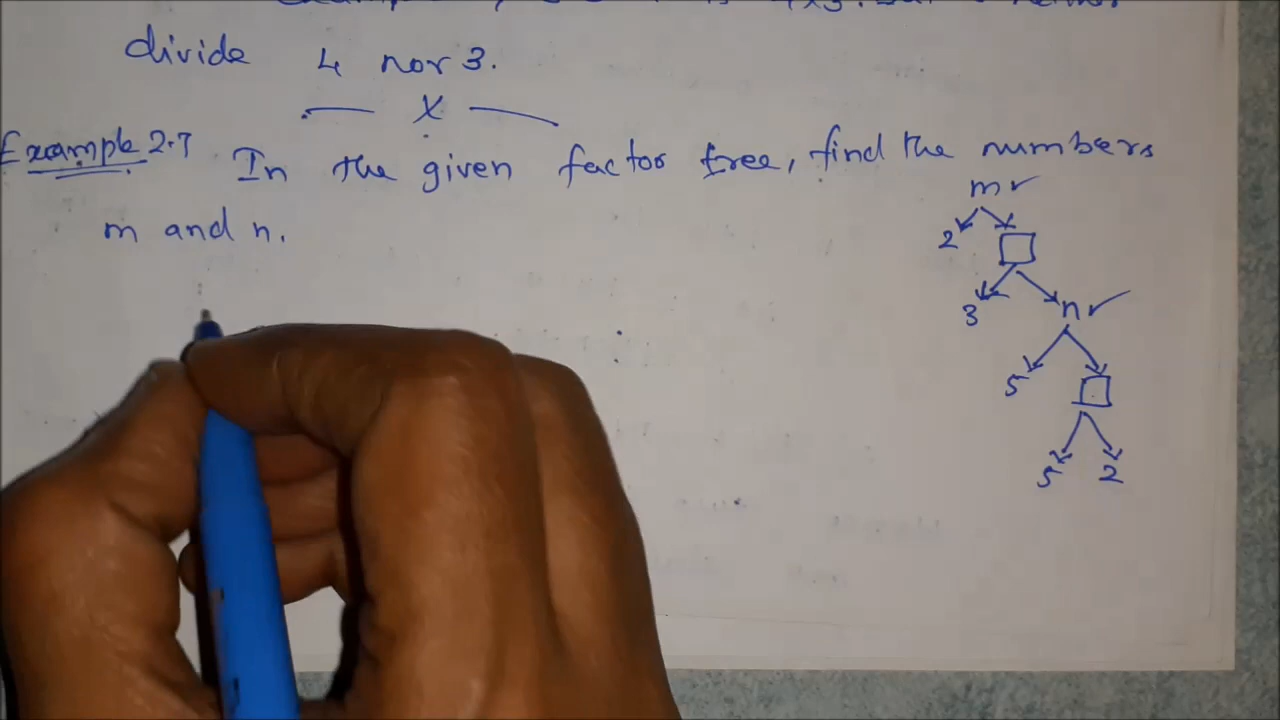 divide 4 nor 3.
x
Example 2.7 In the given factor tree, find the numbers
m and n.
m ✓
2
3 n ✓
5
5 2